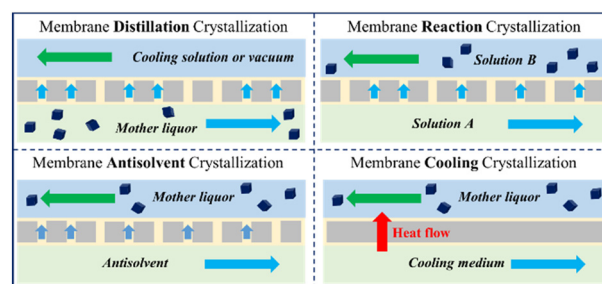 Membrane Distillation Crystallization
Cooling solution or vacuum
Mother liquor
Membrane Reaction Crystallization
Solution B
Solution A
Membrane Antisolvent Crystallization
Mother liquor
Antisolvent
Membrane Cooling Crystallization
Mother liquor
Heat flow
Cooling medium